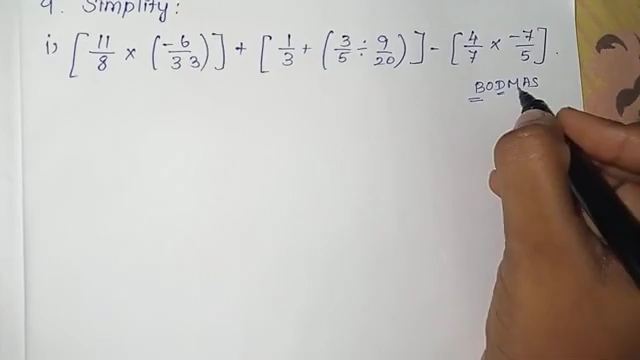 9. Simplify:
i) [11/8 × (-6/33)] + [1/3 + (3/5 ÷ 9/20)] - [4/7 × -7/5].
BODMAS